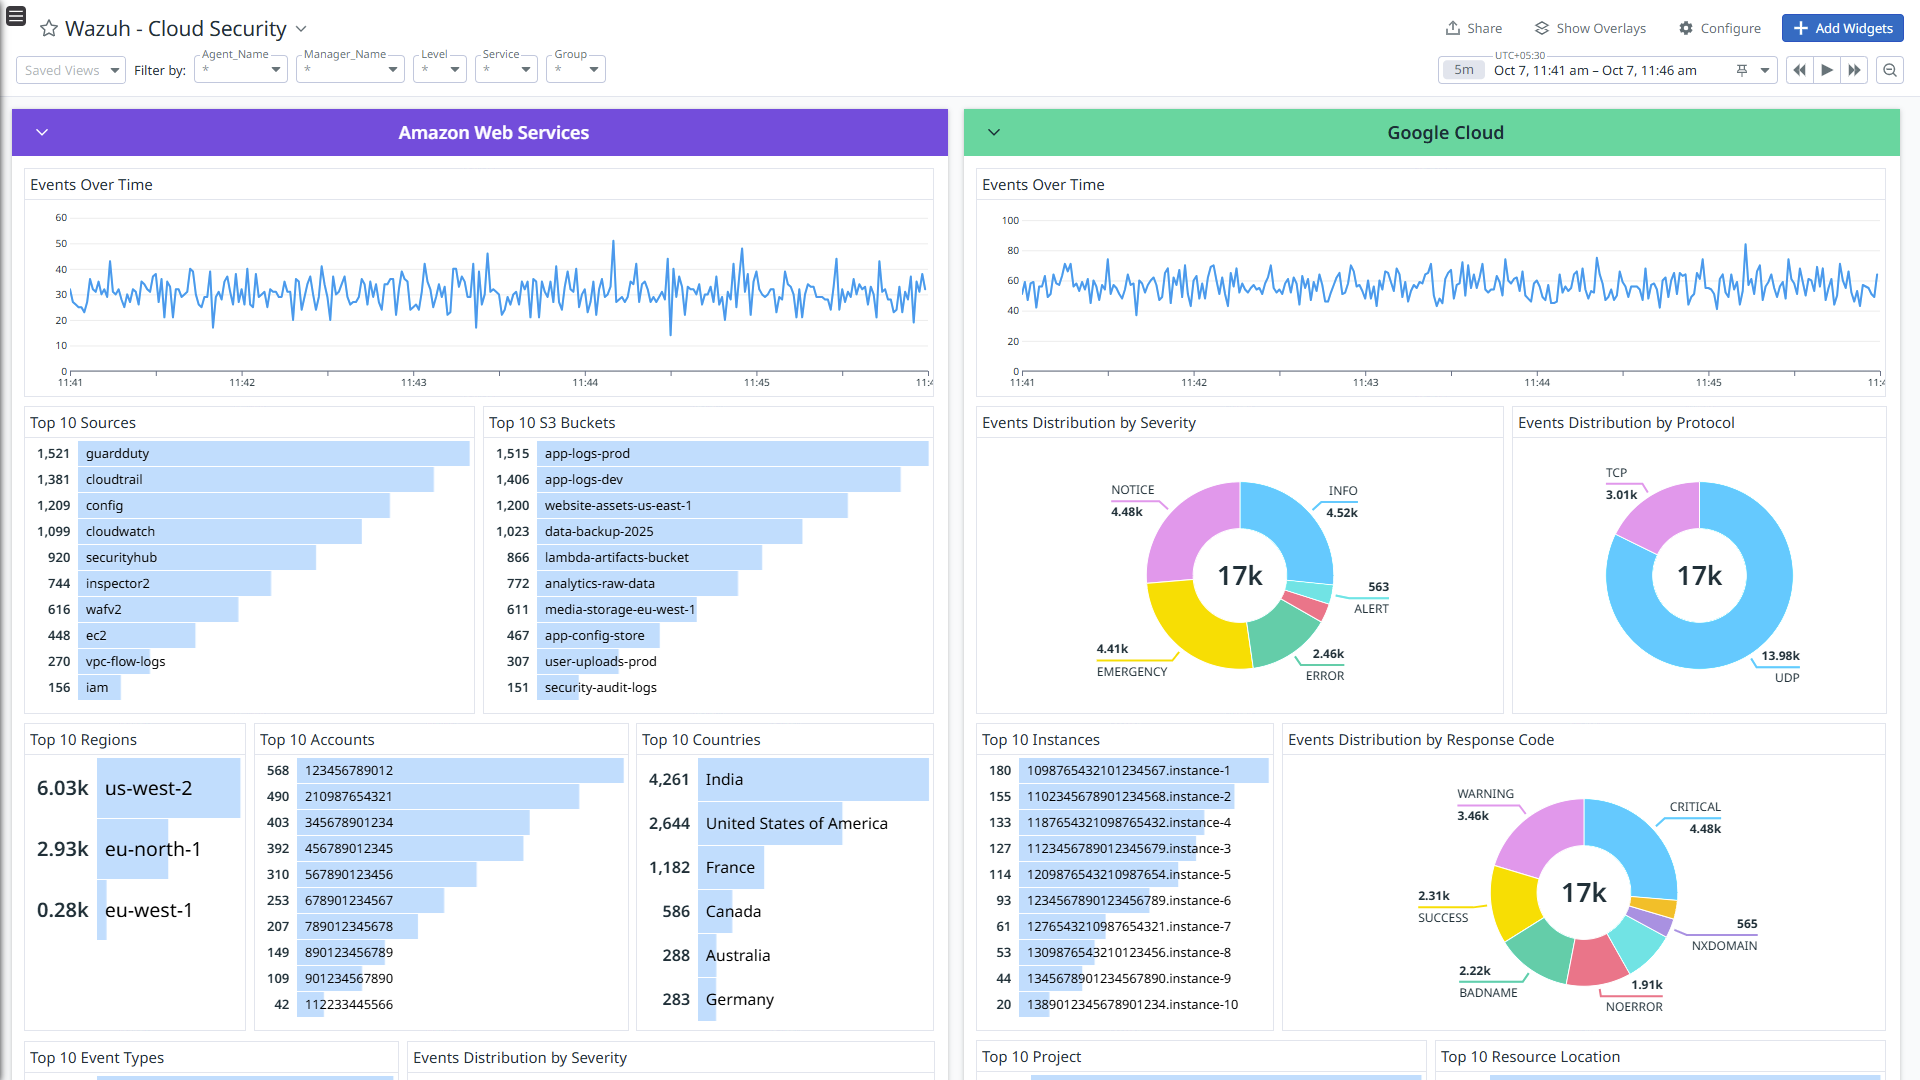 Wazuh - Cloud Security
Share
Show Overlays
Configure
Add Widgets
Saved Views
Filter by:
Agent_Name
*
Manager_Name
*
Level
*
Service
*
Group
*
UTC+05:30
5m
Oct 7, 11:41 am – Oct 7, 11:46 am
Amazon Web Services
Events Over Time
60
50
40
30
20
10
0
11:41
11:42
11:43
11:44
11:45
11:4
Top 10 Sources
1,521 guardduty
1,381 cloudtrail
1,209 config
1,099 cloudwatch
920 securityhub
744 inspector2
616 wafv2
448 ec2
270 vpc-flow-logs
156 iam
Top 10 S3 Buckets
1,515 app-logs-prod
1,406 app-logs-dev
1,200 website-assets-us-east-1
1,023 data-backup-2025
866 lambda-artifacts-bucket
772 analytics-raw-data
611 media-storage-eu-west-1
467 app-config-store
307 user-uploads-prod
151 security-audit-logs
Top 10 Regions
6.03k us-west-2
2.93k eu-north-1
0.28k eu-west-1
Top 10 Accounts
568 123456789012
490 210987654321
403 345678901234
392 456789012345
310 567890123456
253 678901234567
207 789012345678
149 890123456789
109 901234567890
42 112233445566
Top 10 Countries
4,261 India
2,644 United States of America
1,182 France
586 Canada
288 Australia
283 Germany
Top 10 Event Types
Events Distribution by Severity
Google Cloud
Events Over Time
100
80
60
40
20
0
11:41
11:42
11:43
11:44
11:45
11:4
Events Distribution by Severity
NOTICE
4.48k
INFO
4.52k
17k
563
ALERT
4.41k
EMERGENCY
2.46k
ERROR
Events Distribution by Protocol
TCP
3.01k
17k
13.98k
UDP
Top 10 Instances
180 1098765432101234567.instance-1
155 1102345678901234568.instance-2
133 1187654321098765432.instance-4
127 1123456789012345679.instance-3
114 1209876543210987654.instance-5
93 1234567890123456789.instance-6
61 1276543210987654321.instance-7
53 1309876543210123456.instance-8
44 1345678901234567890.instance-9
20 1389012345678901234.instance-10
Events Distribution by Response Code
WARNING
3.46k
CRITICAL
4.48k
17k
2.31k
SUCCESS
565
NXDOMAIN
2.22k
BADNAME
1.91k
NOERROR
Top 10 Project
Top 10 Resource Location